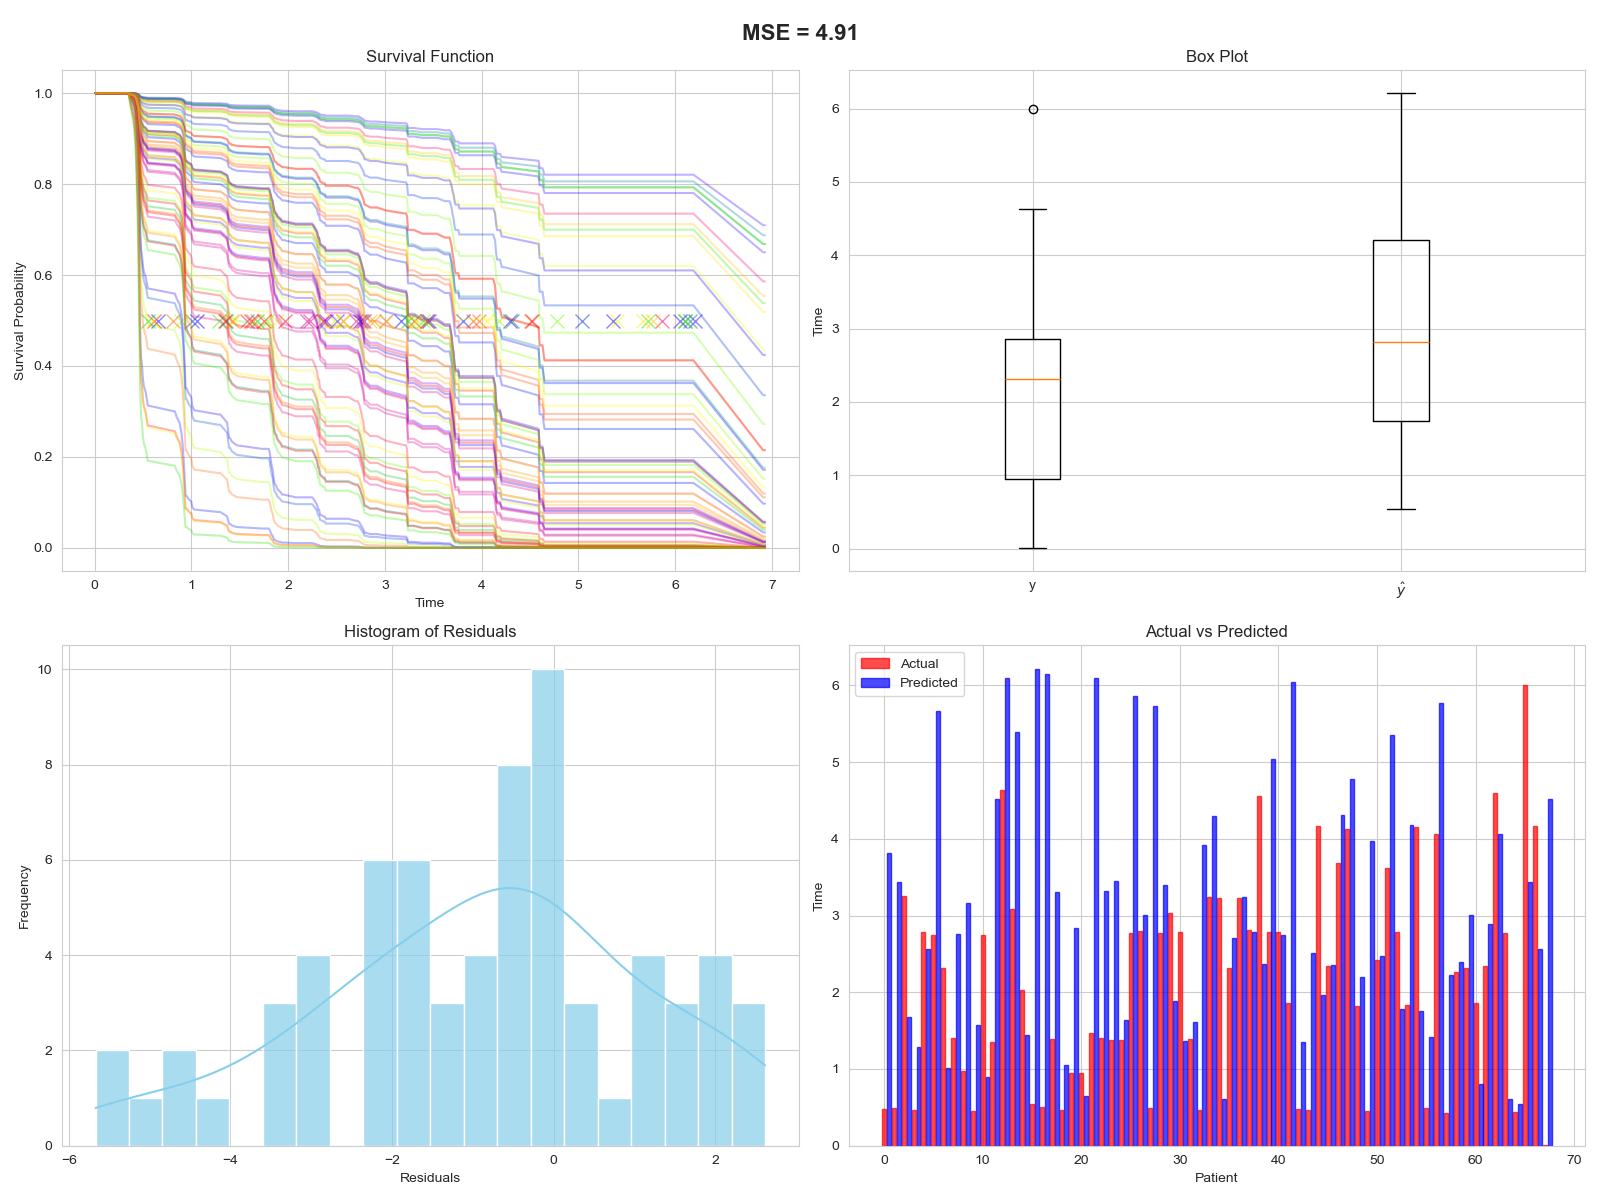 MSE = 4.91
Survival Function
1.0
0.8
0.6
0.4
0.2
0.0
Survival Probability
0 1 2 3 4 5 6 7
Time
Box Plot
6
5
4
3
2
1
0
Time
y ŷ
Histogram of Residuals
10
8
6
4
2
0
Frequency
−6 −4 −2 0 2
Residuals
Actual vs Predicted
Actual
Predicted
6
5
4
3
2
1
0
Time
0 10 20 30 40 50 60 70
Patient